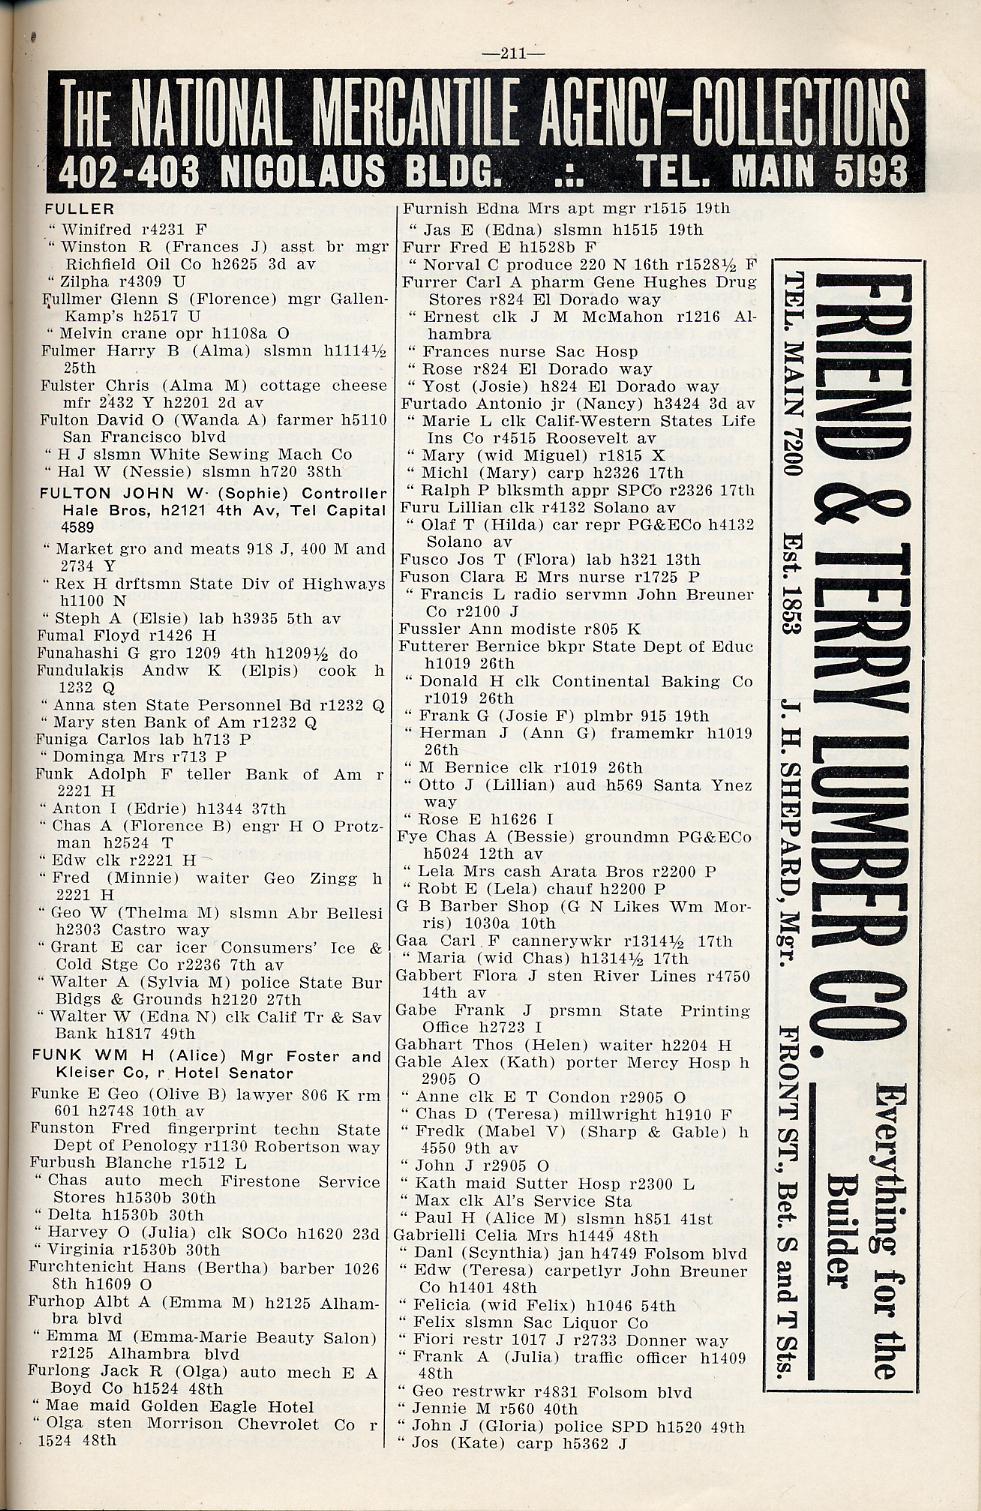 —211—
THE NATIONAL MERCANTILE AGENCY–COLLECTIONS
402-403 NICOLAUS BLDG. .:. TEL. MAIN 5193
FULLER
“ Winifred r4231 F
“ Winston R (Frances J) asst br mgr
Richfield Oil Co h2625 3d av
“ Zilpha r4309 U
Fullmer Glenn S (Florence) mgr Gallen-
Kamp's h2517 U
“ Melvin crane opr h1108a O
Fulmer Harry B (Alma) slsmn h1114½
25th
Fulster Chris (Alma M) cottage cheese
mfr 2432 Y h2201 2d av
Fulton David O (Wanda A) farmer h5110
San Francisco blvd
“ H J slsmn White Sewing Mach Co
“ Hal W (Nessie) slsmn h720 38th
FULTON JOHN W· (Sophie) Controller
Hale Bros, h2121 4th Av, Tel Capital
4589
“ Market gro and meats 918 J, 400 M and
2734 Y
“ Rex H drftsmn State Div of Highways
h1100 N
“ Steph A (Elsie) lab h3935 5th av
Fumal Floyd r1426 H
Funahashi G gro 1209 4th h1209½ do
Fundulakis Andw K (Elpis) cook h
1232 Q
“ Anna sten State Personnel Bd r1232 Q
“ Mary sten Bank of Am r1232 Q
Funiga Carlos lab h713 P
“ Dominga Mrs r713 P
Funk Adolph F teller Bank of Am r
2221 H
“ Anton I (Edrie) h1344 37th
“ Chas A (Florence B) engr H O Protz-
man h2524 T
“ Edw clk r2221 H
“ Fred (Minnie) waiter Geo Zingg h
2221 H
“ Geo W (Thelma M) slsmn Abr Bellesi
h2303 Castro way
“ Grant E car icer Consumers' Ice &
Cold Stge Co r2236 7th av
“ Walter A (Sylvia M) police State Bur
Bldgs & Grounds h2120 27th
“ Walter W (Edna N) clk Calif Tr & Sav
Bank h1817 49th
FUNK WM H (Alice) Mgr Foster and
Kleiser Co, r Hotel Senator
Funke E Geo (Olive B) lawyer 806 K rm
601 h2748 10th av
Funston Fred fingerprint techn State
Dept of Penology r1130 Robertson way
Furbush Blanche r1512 L
“ Chas auto mech Firestone Service
Stores h1530b 30th
“ Delta h1530b 30th
“ Harvey O (Julia) clk SOCo h1620 23d
“ Virginia r1530b 30th
Furchtenicht Hans (Bertha) barber 1026
8th h1609 O
Furhop Albt A (Emma M) h2125 Alham-
bra blvd
“ Emma M (Emma-Marie Beauty Salon)
r2125 Alhambra blvd
Furlong Jack R (Olga) auto mech E A
Boyd Co h1524 48th
“ Mae maid Golden Eagle Hotel
“ Olga sten Morrison Chevrolet Co r
1524 48th
Furnish Edna Mrs apt mgr r1515 19th
“ Jas E (Edna) slsmn h1515 19th
Furr Fred E h1528b F
“ Norval C produce 220 N 16th r1528½ F
Furrer Carl A pharm Gene Hughes Drug
Stores r824 El Dorado way
“ Ernest clk J M McMahon r1216 Al-
hambra
“ Frances nurse Sac Hosp
“ Rose r824 El Dorado way
“ Yost (Josie) h824 El Dorado way
Furtado Antonio jr (Nancy) h3424 3d av
“ Marie L clk Calif-Western States Life
Ins Co r4515 Roosevelt av
“ Mary (wid Miguel) r1815 X
“ Michl (Mary) carp h2326 17th
“ Ralph P blksmth appr SPCo r2326 17th
Furu Lillian clk r4132 Solano av
“ Olaf T (Hilda) car repr PG&ECo h4132
Solano av
Fusco Jos T (Flora) lab h321 13th
Fuson Clara E Mrs nurse r1725 P
“ Francis L radio servmn John Breuner
Co r2100 J
Fussler Ann modiste r805 K
Futterer Bernice bkpr State Dept of Educ
h1019 26th
“ Donald H clk Continental Baking Co
r1019 26th
“ Frank G (Josie F) plmbr 915 19th
“ Herman J (Ann G) framemkr h1019
26th
“ M Bernice clk r1019 26th
“ Otto J (Lillian) aud h569 Santa Ynez
way
“ Rose E h1626 I
Fye Chas A (Bessie) groundmn PG&ECo
h5024 12th av
“ Lela Mrs cash Arata Bros r2200 P
“ Robt E (Lela) chauf h2200 P
G B Barber Shop (G N Likes Wm Mor-
ris) 1030a 10th
Gaa Carl F cannerywkr r1314½ 17th
“ Maria (wid Chas) h1314½ 17th
Gabbert Flora J sten River Lines r4750
14th av
Gabe Frank J prsmn State Printing
Office h2723 I
Gabhart Thos (Helen) waiter h2204 H
Gable Alex (Kath) porter Mercy Hosp h
2905 O
“ Anne clk E T Condon r2905 O
“ Chas D (Teresa) millwright h1910 F
“ Fredk (Mabel V) (Sharp & Gable) h
4550 9th av
“ John J r2905 O
“ Kath maid Sutter Hosp r2300 L
“ Max clk Al's Service Sta
“ Paul H (Alice M) slsmn h851 41st
Gabrielli Celia Mrs h1449 48th
“ Danl (Scynthia) jan h4749 Folsom blvd
“ Edw (Teresa) carpetlyr John Breuner
Co h1401 48th
“ Felicia (wid Felix) h1046 54th
“ Felix slsmn Sac Liquor Co
“ Fiori restr 1017 J r2733 Donner way
“ Frank A (Julia) traffic officer h1409
48th
“ Geo restrwkr r4831 Folsom blvd
“ Jennie M r560 40th
“ John J (Gloria) police SPD h1520 49th
“ Jos (Kate) carp h5362 J
FRIEND & TERRY LUMBER CO.
Everything for the
Builder
TEL. MAIN 7200 Est. 1853 J. H. SHEPARD, Mgr. FRONT ST., Bet. S and T Sts.